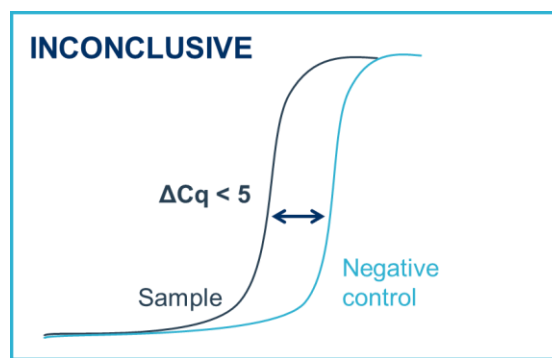 INCONCLUSIVE
ΔCq < 5
Sample
Negative
control